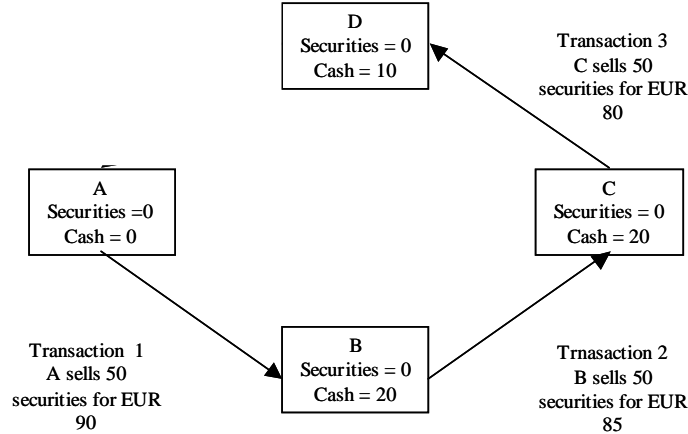 D
Securities = 0
Cash = 10
Transaction 3
C sells 50
securities for EUR
80
A
Securities =0
Cash = 0
C
Securities = 0
Cash = 20
Transaction 1
A sells 50
securities for EUR
90
B
Securities = 0
Cash = 20
Trnasaction 2
B sells 50
securities for EUR
85